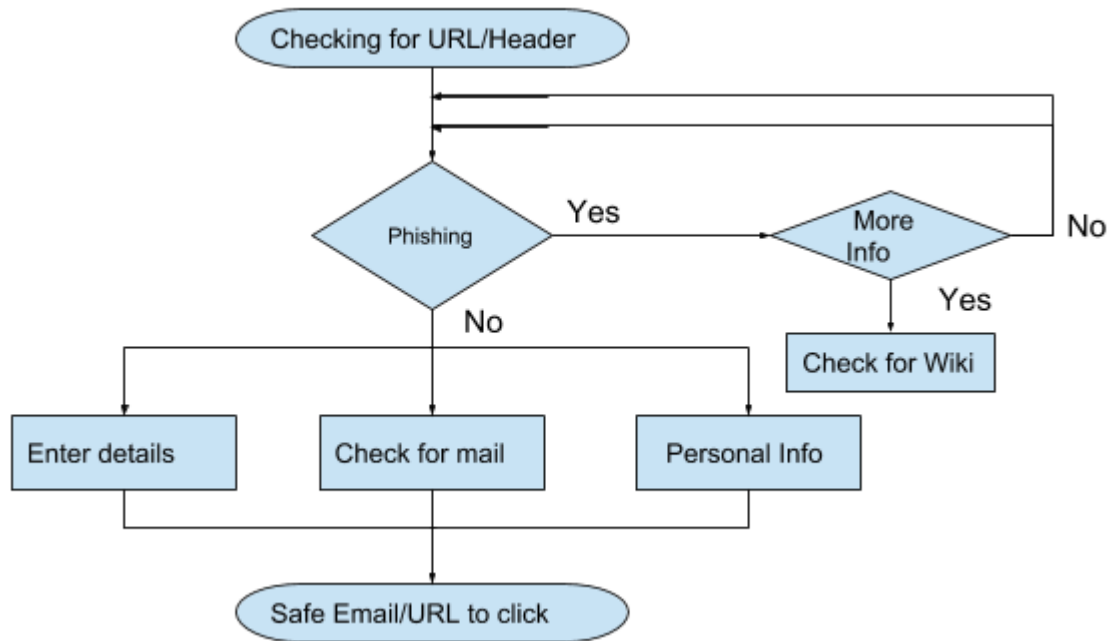 Checking for URL/Header
Phishing
Yes
More
Info
No
Yes
No
Check for Wiki
Enter details
Check for mail
Personal Info
Safe Email/URL to click